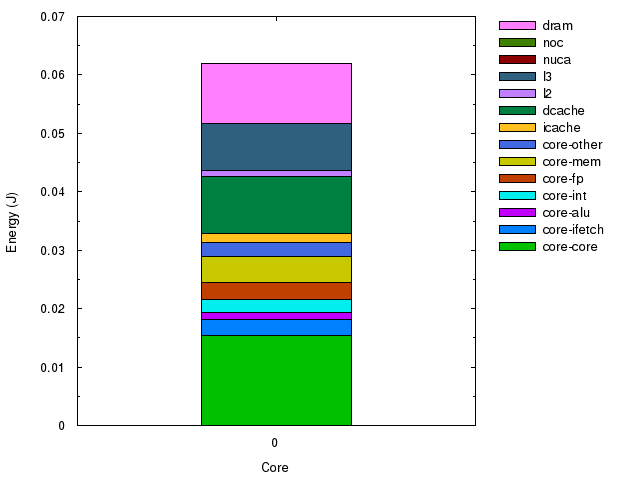 0.07
0.06
0.05
0.04
0.03
0.02
0.01
0
Energy (J)
0
Core
dram
noc
nuca
l3
l2
dcache
icache
core-other
core-mem
core-fp
core-int
core-alu
core-ifetch
core-core